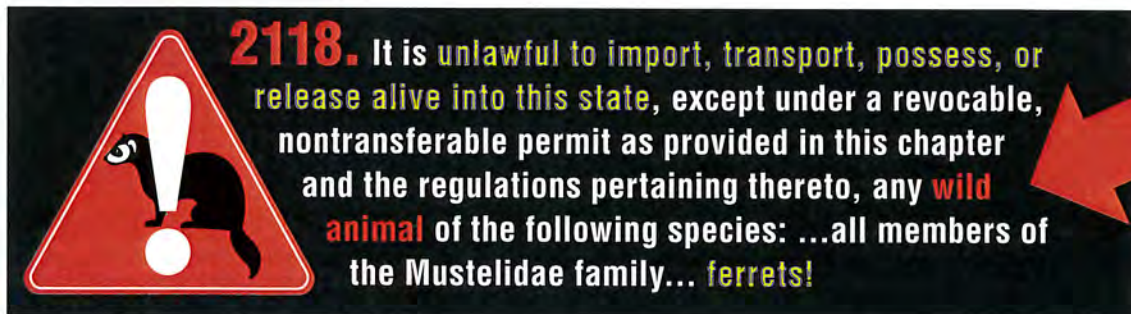 2118. It is unlawful to import, transport, possess, or
release alive into this state, except under a revocable,
nontransferable permit as provided in this chapter
and the regulations pertaining thereto, any wild
animal of the following species: ...all members of
the Mustelidae family... ferrets!